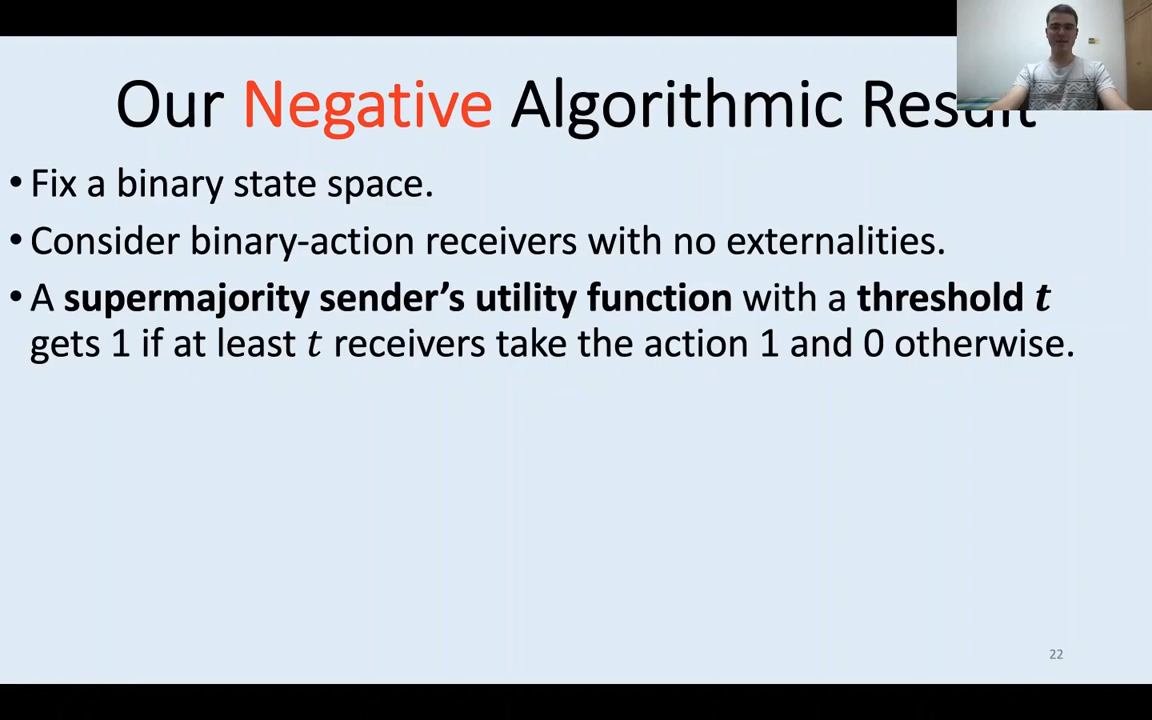 Our Negative Algorithmic Result
• Fix a binary state space.
• Consider binary-action receivers with no externalities.
• A supermajority sender's utility function with a threshold t
gets 1 if at least t receivers take the action 1 and 0 otherwise.
22